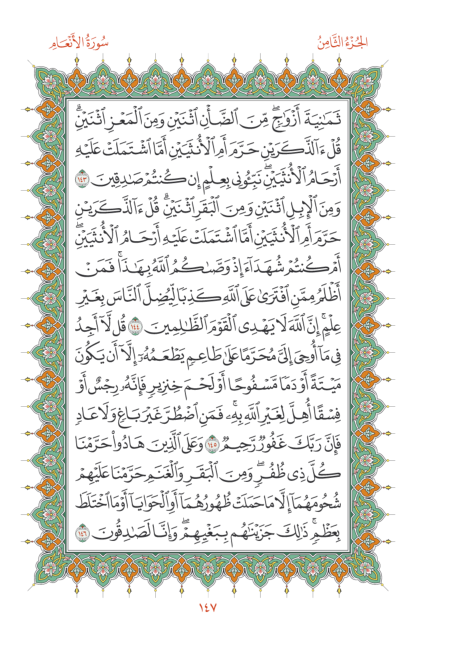 سُورَةُ الأَنْعَامِ
الجُزْءُ الثَّامِنُ
ثَمَٰنِيَةَ أَزْوَٰجٍ ۖ مِّنَ ٱلضَّأْنِ ٱثْنَيْنِ وَمِنَ ٱلْمَعْزِ ٱثْنَيْنِ ۗ
قُلْ ءَآلذَّكَرَيْنِ حَرَّمَ أَمِ ٱلْأُنثَيَيْنِ أَمَّا ٱشْتَمَلَتْ عَلَيْهِ
أَرْحَامُ ٱلْأُنثَيَيْنِ ۖ نَبِّـُٔونِى بِعِلْمٍ إِن كُنتُمْ صَٰدِقِينَ ١٤٣
وَمِنَ ٱلْإِبِلِ ٱثْنَيْنِ وَمِنَ ٱلْبَقَرِ ٱثْنَيْنِ ۗ قُلْ ءَآلذَّكَرَيْنِ
حَرَّمَ أَمِ ٱلْأُنثَيَيْنِ أَمَّا ٱشْتَمَلَتْ عَلَيْهِ أَرْحَامُ ٱلْأُنثَيَيْنِ ۖ
أَمْ كُنتُمْ شُهَدَآءَ إِذْ وَصَّىٰكُمُ ٱللَّهُ بِهَٰذَا ۚ فَمَنْ
أَظْلَمُ مِمَّنِ ٱفْتَرَىٰ عَلَى ٱللَّهِ كَذِبًا لِّيُضِلَّ ٱلنَّاسَ بِغَيْرِ
عِلْمٍ ۗ إِنَّ ٱللَّهَ لَا يَهْدِى ٱلْقَوْمَ ٱلظَّٰلِمِينَ ١٤٤ قُل لَّآ أَجِدُ
فِى مَآ أُوحِىَ إِلَىَّ مُحَرَّمًا عَلَىٰ طَاعِمٍ يَطْعَمُهُۥٓ إِلَّآ أَن يَكُونَ
مَيْتَةً أَوْ دَمًا مَّسْفُوحًا أَوْ لَحْمَ خِنزِيرٍ فَإِنَّهُۥ رِجْسٌ أَوْ
فِسْقًا أُهِلَّ لِغَيْرِ ٱللَّهِ بِهِۦ ۚ فَمَنِ ٱضْطُرَّ غَيْرَ بَاغٍ وَلَا عَادٍ
فَإِنَّ رَبَّكَ غَفُورٌ رَّحِيمٌ ١٤٥ وَعَلَى ٱلَّذِينَ هَادُوا۟ حَرَّمْنَا
كُلَّ ذِى ظُفُرٍ ۖ وَمِنَ ٱلْبَقَرِ وَٱلْغَنَمِ حَرَّمْنَا عَلَيْهِمْ
شُحُومَهُمَآ إِلَّا مَا حَمَلَتْ ظُهُورُهُمَآ أَوِ ٱلْحَوَايَآ أَوْ مَا ٱخْتَلَطَ
بِعَظْمٍ ۚ ذَٰلِكَ جَزَيْنَٰهُم بِبَغْيِهِمْ ۖ وَإِنَّا لَصَٰدِقُونَ ١٤٦
١٤٧